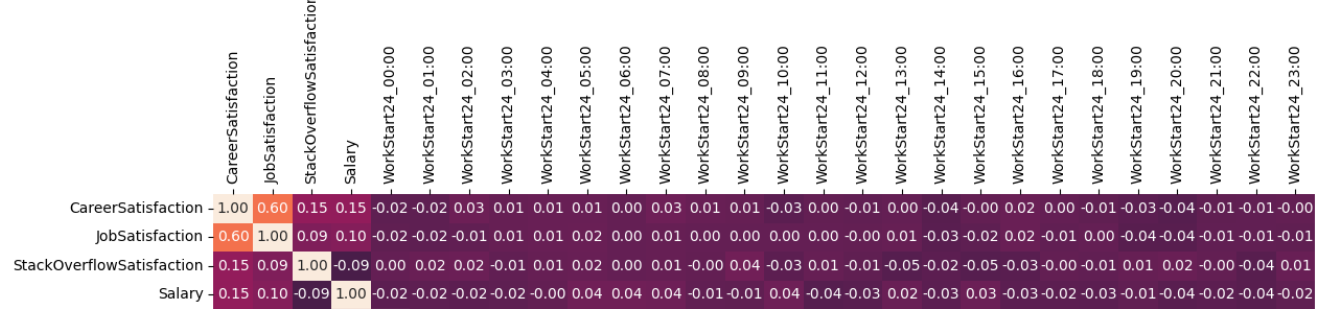 CareerSatisfaction
JobSatisfaction
StackOverflowSatisfaction
Salary
WorkStart24_00:00
WorkStart24_01:00
WorkStart24_02:00
WorkStart24_03:00
WorkStart24_04:00
WorkStart24_05:00
WorkStart24_06:00
WorkStart24_07:00
WorkStart24_08:00
WorkStart24_09:00
WorkStart24_10:00
WorkStart24_11:00
WorkStart24_12:00
WorkStart24_13:00
WorkStart24_14:00
WorkStart24_15:00
WorkStart24_16:00
WorkStart24_17:00
WorkStart24_18:00
WorkStart24_19:00
WorkStart24_20:00
WorkStart24_21:00
WorkStart24_22:00
WorkStart24_23:00
CareerSatisfaction 1.00 0.60 0.15 0.15 -0.02 -0.02 0.03 0.01 0.01 0.01 0.00 0.03 0.01 0.01 -0.03 0.00 -0.01 0.00 -0.04 -0.00 0.02 0.00 -0.01 -0.03 -0.04 -0.01 -0.01 -0.00
JobSatisfaction 0.60 1.00 0.09 0.10 -0.02 -0.02 -0.01 0.01 0.01 0.02 0.00 0.01 0.00 0.00 0.00 0.00 -0.00 0.01 -0.03 -0.02 0.02 -0.01 0.00 -0.04 -0.04 -0.01 -0.01 -0.01
StackOverflowSatisfaction 0.15 0.09 1.00 -0.09 0.00 0.02 0.02 -0.01 0.01 0.02 0.00 0.01 -0.00 0.04 -0.03 0.01 -0.01 -0.05 -0.02 -0.05 -0.03 -0.00 -0.01 0.01 0.02 -0.00 -0.04 0.01
Salary 0.15 0.10 -0.09 1.00 -0.02 -0.02 -0.02 -0.02 -0.00 0.04 0.04 0.04 -0.01 -0.01 0.04 -0.04 -0.03 0.02 -0.03 0.03 -0.03 -0.02 -0.03 -0.01 -0.04 -0.02 -0.04 -0.02